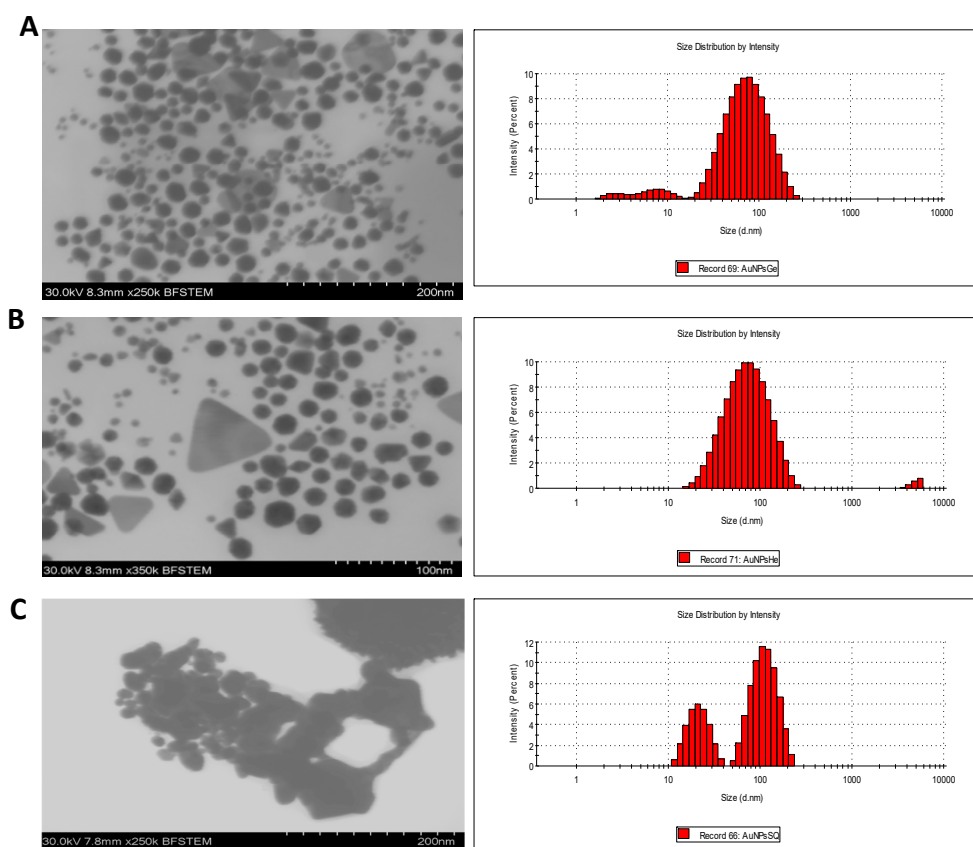 A
30.0kV 8.3mm x250k BFSTEM 200nm
Size Distribution by Intensity
Intensity (Percent)
10
8
6
4
2
0
1 10 100 1000 10000
Size (d.nm)
Record 69: AuNPsGe
B
30.0kV 8.3mm x350k BFSTEM 100nm
Size Distribution by Intensity
Intensity (Percent)
10
8
6
4
2
0
1 10 100 1000 10000
Size (d.nm)
Record 71: AuNPsHe
C
30.0kV 7.8mm x250k BFSTEM 200nm
Size Distribution by Intensity
Intensity (Percent)
12
10
8
6
4
2
0
1 10 100 1000 10000
Size (d.nm)
Record 66: AuNPsSQ